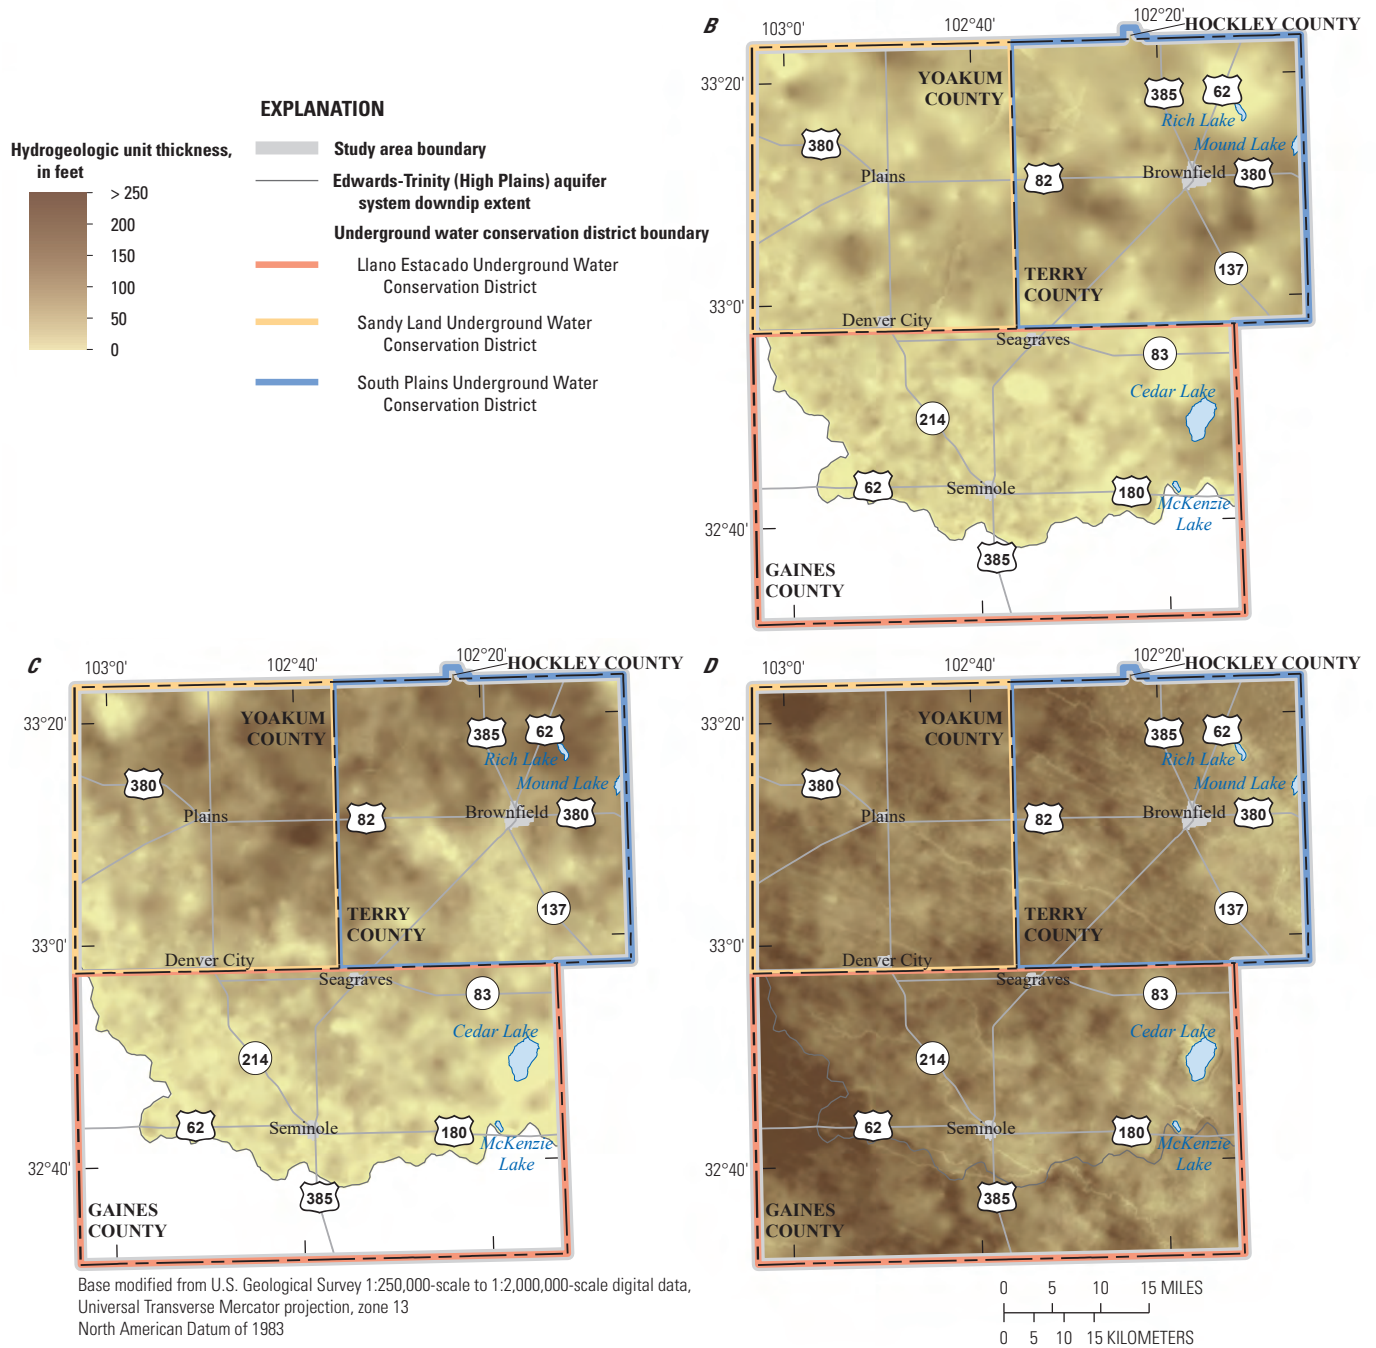 EXPLANATION
Hydrogeologic unit thickness,
in feet
> 250
200
150
100
50
0
Study area boundary
Edwards-Trinity (High Plains) aquifer
system downdip extent
Underground water conservation district boundary
Llano Estacado Underground Water
Conservation District
Sandy Land Underground Water
Conservation District
South Plains Underground Water
Conservation District
B
103°0'
102°40'
102°20'
HOCKLEY COUNTY
33°20'
YOAKUM
COUNTY
385
62
Rich Lake
380
Mound Lake
Plains
82
Brownfield
380
TERRY
COUNTY
137
33°0'
Denver City
Seagraves
83
Cedar Lake
214
62
Seminole
180
McKenzie
Lake
32°40'
385
GAINES
COUNTY
C
103°0'
102°40'
102°20'
HOCKLEY COUNTY
33°20'
YOAKUM
COUNTY
385
62
Rich Lake
380
Mound Lake
Plains
82
Brownfield
380
TERRY
COUNTY
137
33°0'
Denver City
Seagraves
83
Cedar Lake
214
62
Seminole
180
McKenzie
Lake
32°40'
385
GAINES
COUNTY
D
103°0'
102°40'
102°20'
HOCKLEY COUNTY
33°20'
YOAKUM
COUNTY
385
62
Rich Lake
380
Mound Lake
Plains
82
Brownfield
380
TERRY
COUNTY
137
33°0'
Denver City
Seagraves
83
Cedar Lake
214
62
Seminole
180
McKenzie
Lake
32°40'
385
GAINES
COUNTY
Base modified from U.S. Geological Survey 1:250,000-scale to 1:2,000,000-scale digital data,
Universal Transverse Mercator projection, zone 13
North American Datum of 1983
0 5 10 15 MILES
0 5 10 15 KILOMETERS